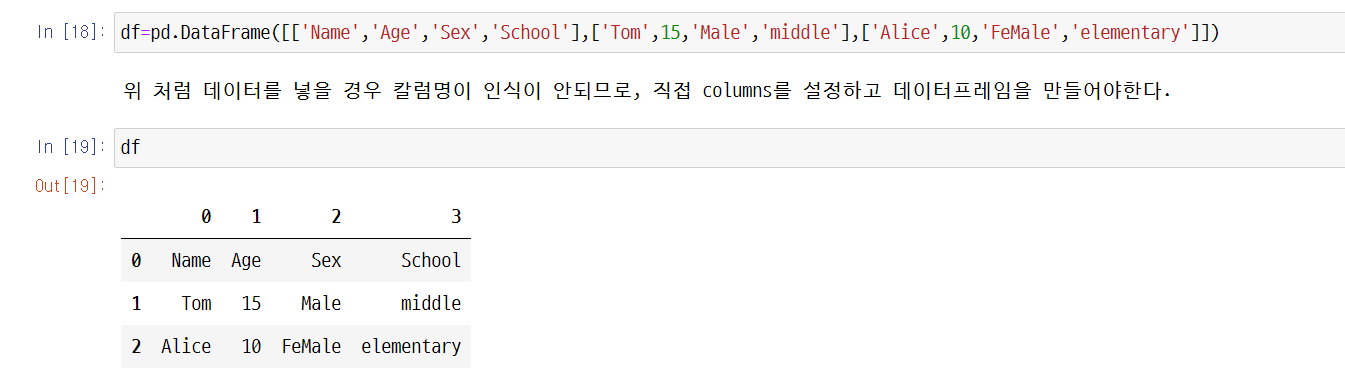 In [18]: df=pd.DataFrame([['Name','Age','Sex','School'],['Tom',15,'Male','middle'],['Alice',10,'FeMale','elementary']])
위 처럼 데이터를 넣을 경우 칼럼명이 인식이 안되므로, 직접 columns를 설정하고 데이터프레임을 만들어야한다.
In [19]: df
Out[19]:
0 1 2 3
0 Name Age Sex School
1 Tom 15 Male middle
2 Alice 10 FeMale elementary